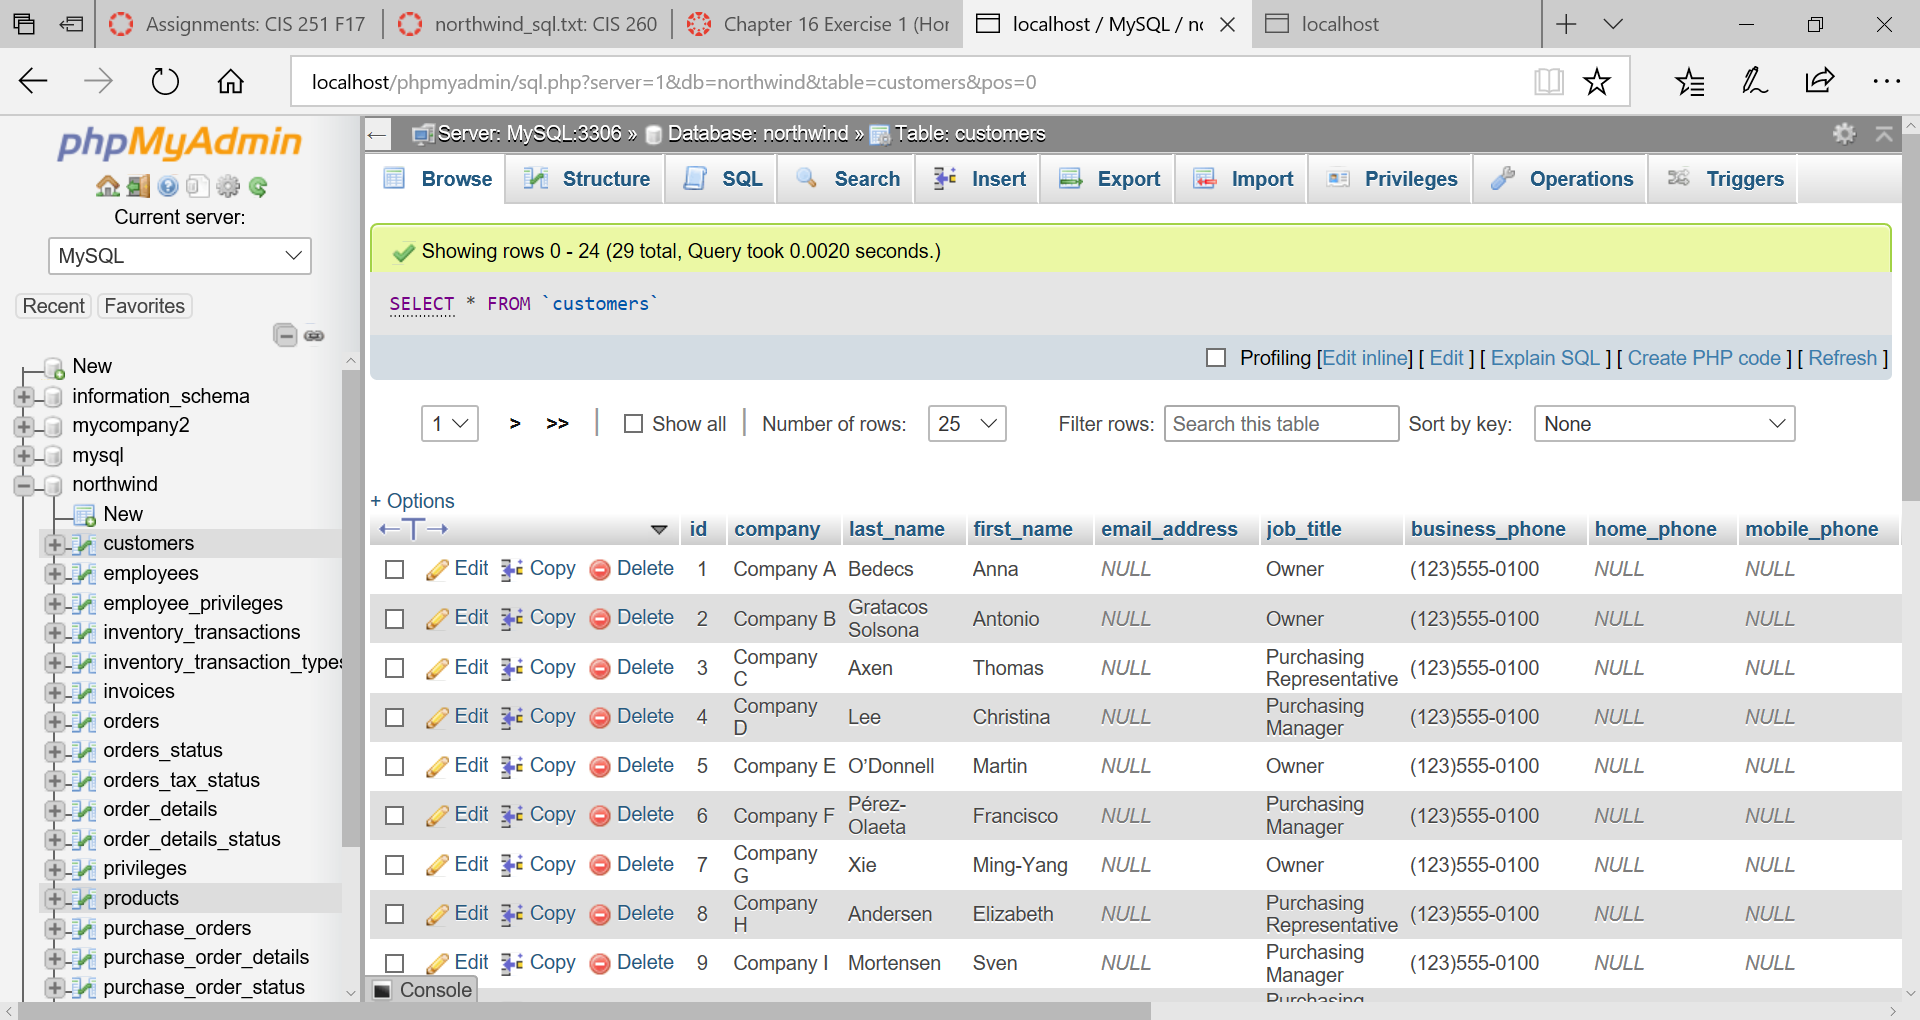 Assignments: CIS 251 F17
northwind_sql.txt: CIS 260
Chapter 16 Exercise 1 (Hor
localhost / MySQL / nc
localhost
localhost/phpmyadmin/sql.php?server=1&db=northwind&table=customers&pos=0
phpMyAdmin
Current server:
MySQL
Recent Favorites
New
information_schema
mycompany2
mysql
northwind
New
customers
employees
employee_privileges
inventory_transactions
inventory_transaction_types
invoices
orders
orders_status
orders_tax_status
order_details
order_details_status
privileges
products
purchase_orders
purchase_order_details
purchase_order_status
Server: MySQL:3306 » Database: northwind » Table: customers
Browse Structure SQL Search Insert Export Import Privileges Operations Triggers
Showing rows 0 - 24 (29 total, Query took 0.0020 seconds.)
SELECT * FROM `customers`
Profiling [Edit inline] [ Edit ] [ Explain SQL ] [ Create PHP code ] [ Refresh ]
1 > >> | Show all | Number of rows: 25 Filter rows: Search this table Sort by key: None
+ Options
←T→ id company last_name first_name email_address job_title business_phone home_phone mobile_phone
Edit Copy Delete 1 Company A Bedecs Anna NULL Owner (123)555-0100 NULL NULL
Edit Copy Delete 2 Company B Gratacos Solsona Antonio NULL Owner (123)555-0100 NULL NULL
Edit Copy Delete 3 Company C Axen Thomas NULL Purchasing Representative (123)555-0100 NULL NULL
Edit Copy Delete 4 Company D Lee Christina NULL Purchasing Manager (123)555-0100 NULL NULL
Edit Copy Delete 5 Company E O’Donnell Martin NULL Owner (123)555-0100 NULL NULL
Edit Copy Delete 6 Company F Pérez-Olaeta Francisco NULL Purchasing Manager (123)555-0100 NULL NULL
Edit Copy Delete 7 Company G Xie Ming-Yang NULL Owner (123)555-0100 NULL NULL
Edit Copy Delete 8 Company H Andersen Elizabeth NULL Purchasing Representative (123)555-0100 NULL NULL
Edit Copy Delete 9 Company I Mortensen Sven NULL Purchasing Manager (123)555-0100 NULL NULL
Purchasing
Console